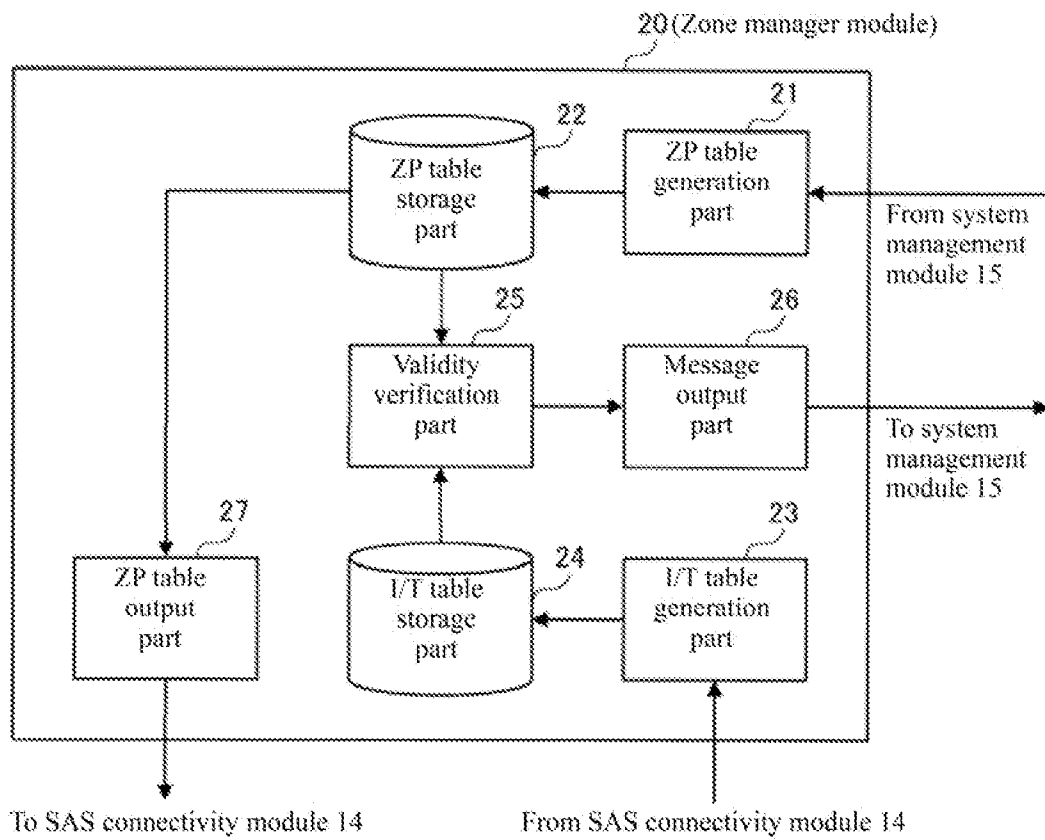 20 (Zone manager module)
22
ZP table
storage
part
21
ZP table
generation
part
From system
management
module 15
25
Validity
verification
part
26
Message
output
part
To system
management
module 15
27
ZP table
output
part
24
I/T table
storage
part
23
I/T table
generation
part
To SAS connectivity module 14
From SAS connectivity module 14